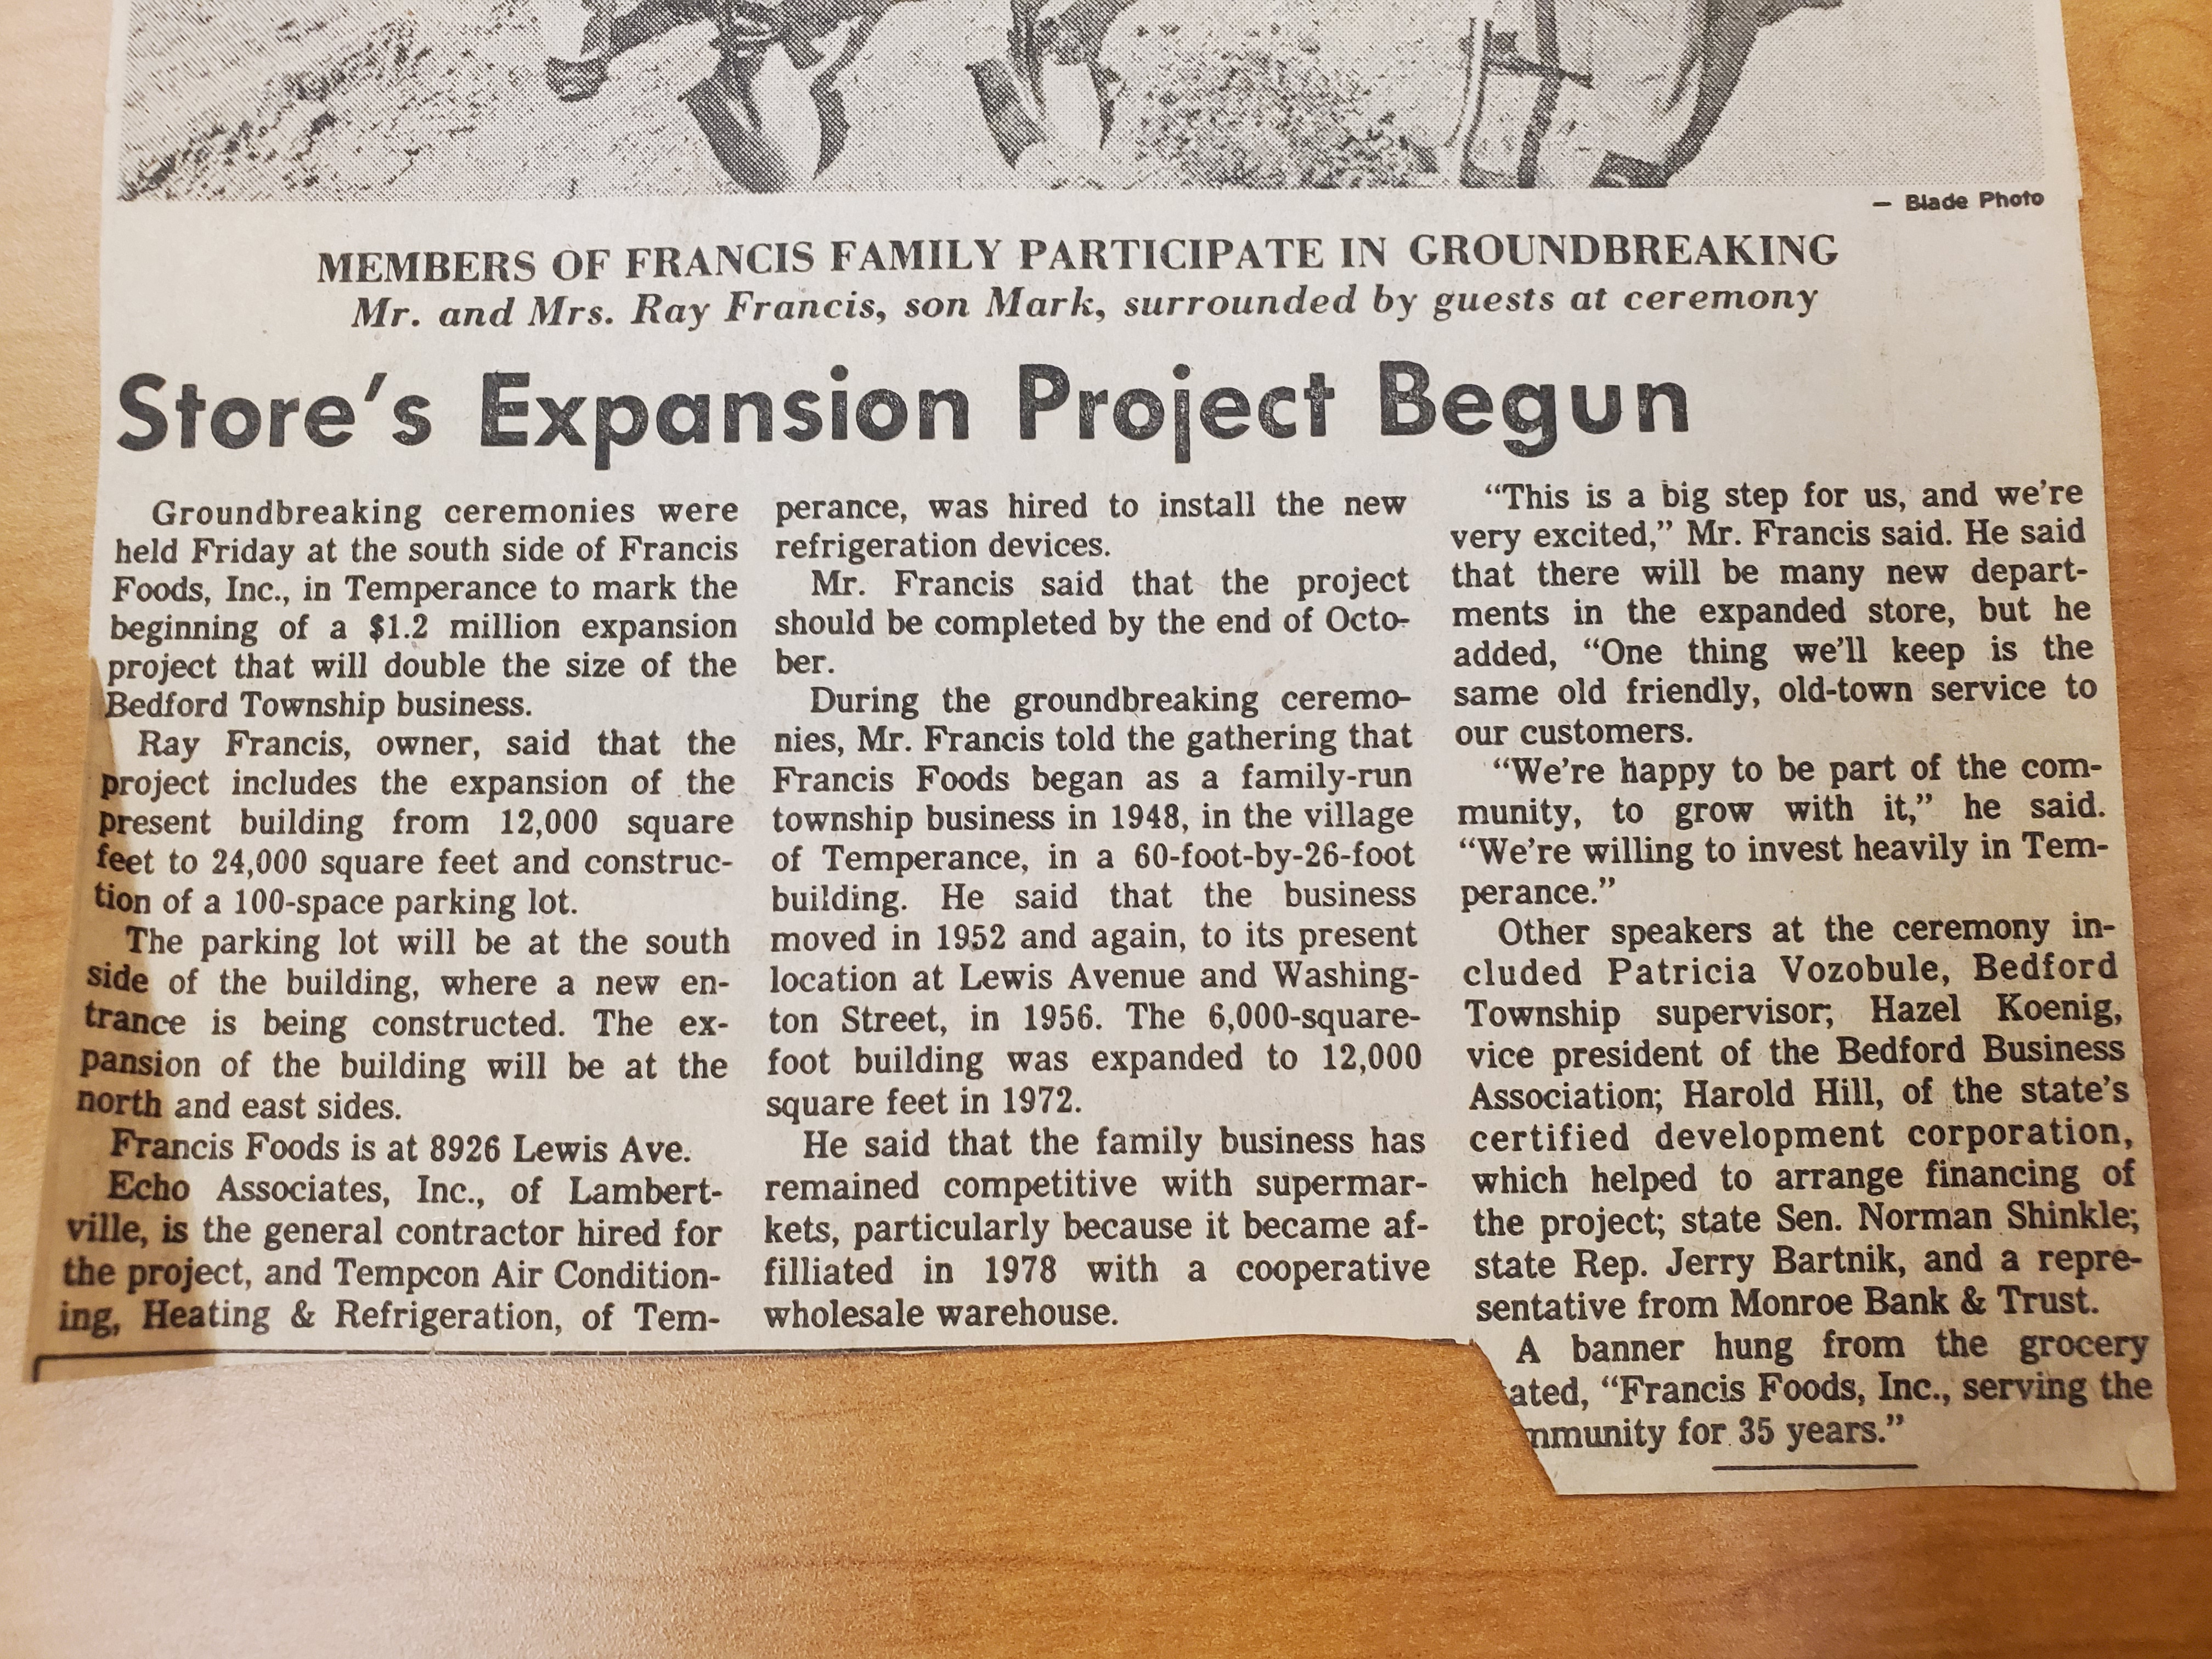 — Blade Photo
MEMBERS OF FRANCIS FAMILY PARTICIPATE IN GROUNDBREAKING
Mr. and Mrs. Ray Francis, son Mark, surrounded by guests at ceremony
Store's Expansion Project Begun
Groundbreaking ceremonies were
held Friday at the south side of Francis
Foods, Inc., in Temperance to mark the
beginning of a $1.2 million expansion
project that will double the size of the
Bedford Township business.
Ray Francis, owner, said that the
project includes the expansion of the
present building from 12,000 square
feet to 24,000 square feet and construc-
tion of a 100-space parking lot.
The parking lot will be at the south
side of the building, where a new en-
trance is being constructed. The ex-
pansion of the building will be at the
north and east sides.
Francis Foods is at 8926 Lewis Ave.
Echo Associates, Inc., of Lambert-
ville, is the general contractor hired for
the project, and Tempcon Air Condition-
ing, Heating & Refrigeration, of Tem-
perance, was hired to install the new
refrigeration devices.
Mr. Francis said that the project
should be completed by the end of Octo-
ber.
During the groundbreaking ceremo-
nies, Mr. Francis told the gathering that
Francis Foods began as a family-run
township business in 1948, in the village
of Temperance, in a 60-foot-by-26-foot
building. He said that the business
moved in 1952 and again, to its present
location at Lewis Avenue and Washing-
ton Street, in 1956. The 6,000-square-
foot building was expanded to 12,000
square feet in 1972.
He said that the family business has
remained competitive with supermar-
kets, particularly because it became af-
filliated in 1978 with a cooperative
wholesale warehouse.
"This is a big step for us, and we're
very excited," Mr. Francis said. He said
that there will be many new depart-
ments in the expanded store, but he
added, "One thing we'll keep is the
same old friendly, old-town service to
our customers.
"We're happy to be part of the com-
munity, to grow with it," he said.
"We're willing to invest heavily in Tem-
perance."
Other speakers at the ceremony in-
cluded Patricia Vozobule, Bedford
Township supervisor; Hazel Koenig,
vice president of the Bedford Business
Association; Harold Hill, of the state's
certified development corporation,
which helped to arrange financing of
the project; state Sen. Norman Shinkle;
state Rep. Jerry Bartnik, and a repre-
sentative from Monroe Bank & Trust.
A banner hung from the grocery
ated, "Francis Foods, Inc., serving the
mmunity for 35 years."